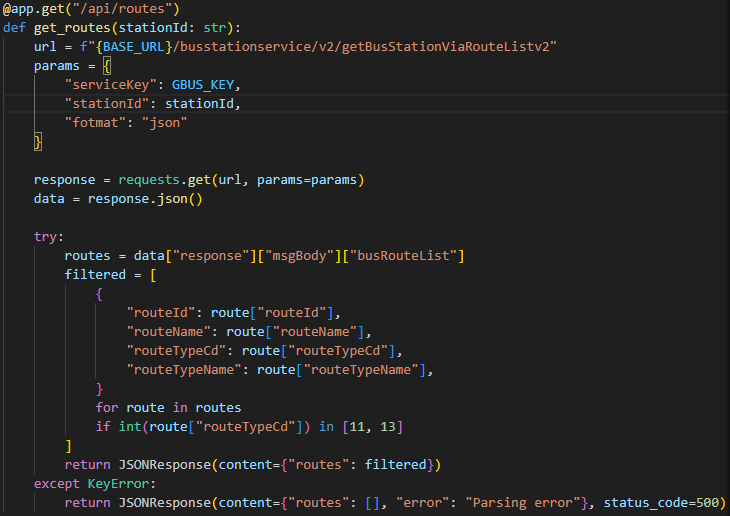 @app.get("/api/routes")
def get_routes(stationId: str):
    url = f"{BASE_URL}/busstationservice/v2/getBusStationViaRouteListv2"
    params = {
        "serviceKey": GBUS_KEY,
        "stationId": stationId,
        "fotmat": "json"
    }

    response = requests.get(url, params=params)
    data = response.json()

    try:
        routes = data["response"]["msgBody"]["busRouteList"]
        filtered = [
            {
                "routeId": route["routeId"],
                "routeName": route["routeName"],
                "routeTypeCd": route["routeTypeCd"],
                "routeTypeName": route["routeTypeName"],
            }
            for route in routes
            if int(route["routeTypeCd"]) in [11, 13]
        ]
        return JSONResponse(content={"routes": filtered})
    except KeyError:
        return JSONResponse(content={"routes": [], "error": "Parsing error"}, status_code=500)